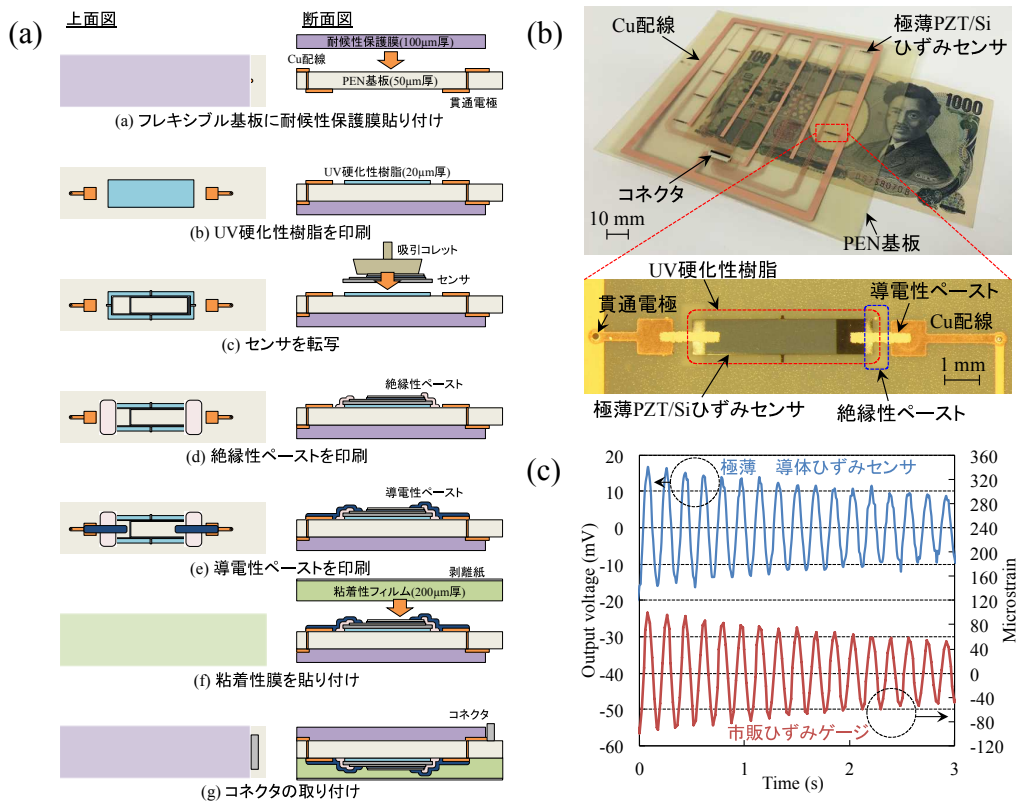 (a)
上面図
断面図
耐候性保護膜(100μm厚)
Cu配線
PEN基板(50μm厚)
貫通電極
(a) フレキシブル基板に耐候性保護膜貼り付け
UV硬化性樹脂(20μm厚)
(b) UV硬化性樹脂を印刷
吸引コレット
センサ
(c) センサを転写
絶縁性ペースト
(d) 絶縁性ペーストを印刷
導電性ペースト
(e) 導電性ペーストを印刷
剥離紙
粘着性フィルム(200μm厚)
(f) 粘着性膜を貼り付け
コネクタ
(g) コネクタの取り付け
(b)
Cu配線
極薄PZT/Si
ひずみセンサ
1000
コネクタ
10 mm
PEN基板
UV硬化性樹脂
貫通電極
導電性ペースト
Cu配線
1 mm
極薄PZT/Siひずみセンサ
絶縁性ペースト
(c)
極薄 導体ひずみセンサ
市販ひずみゲージ
Output voltage (mV)
20
10
0
-10
-20
-30
-40
-50
-60
Microstrain
360
320
280
240
200
160
120
80
40
0
-40
-80
-120
0
1
2
3
Time (s)